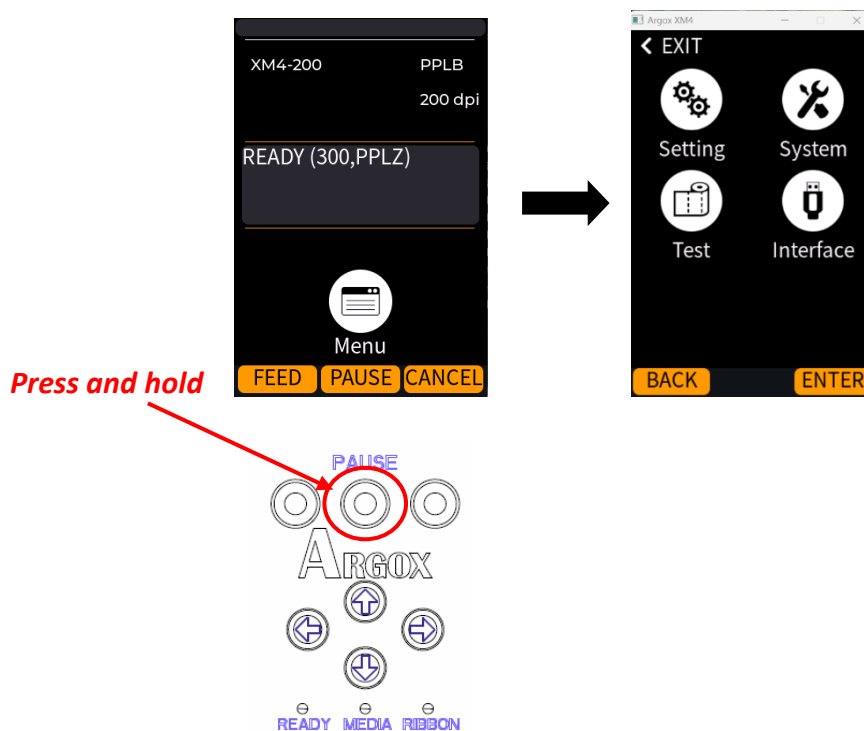 XM4-200 PPLB
200 dpi
READY (300,PPLZ)
Menu
FEED PAUSE CANCEL
Argox XM4
EXIT
Setting System
Test Interface
BACK ENTER
Press and hold
PAUSE
ARGOX
READY MEDIA RIBBON